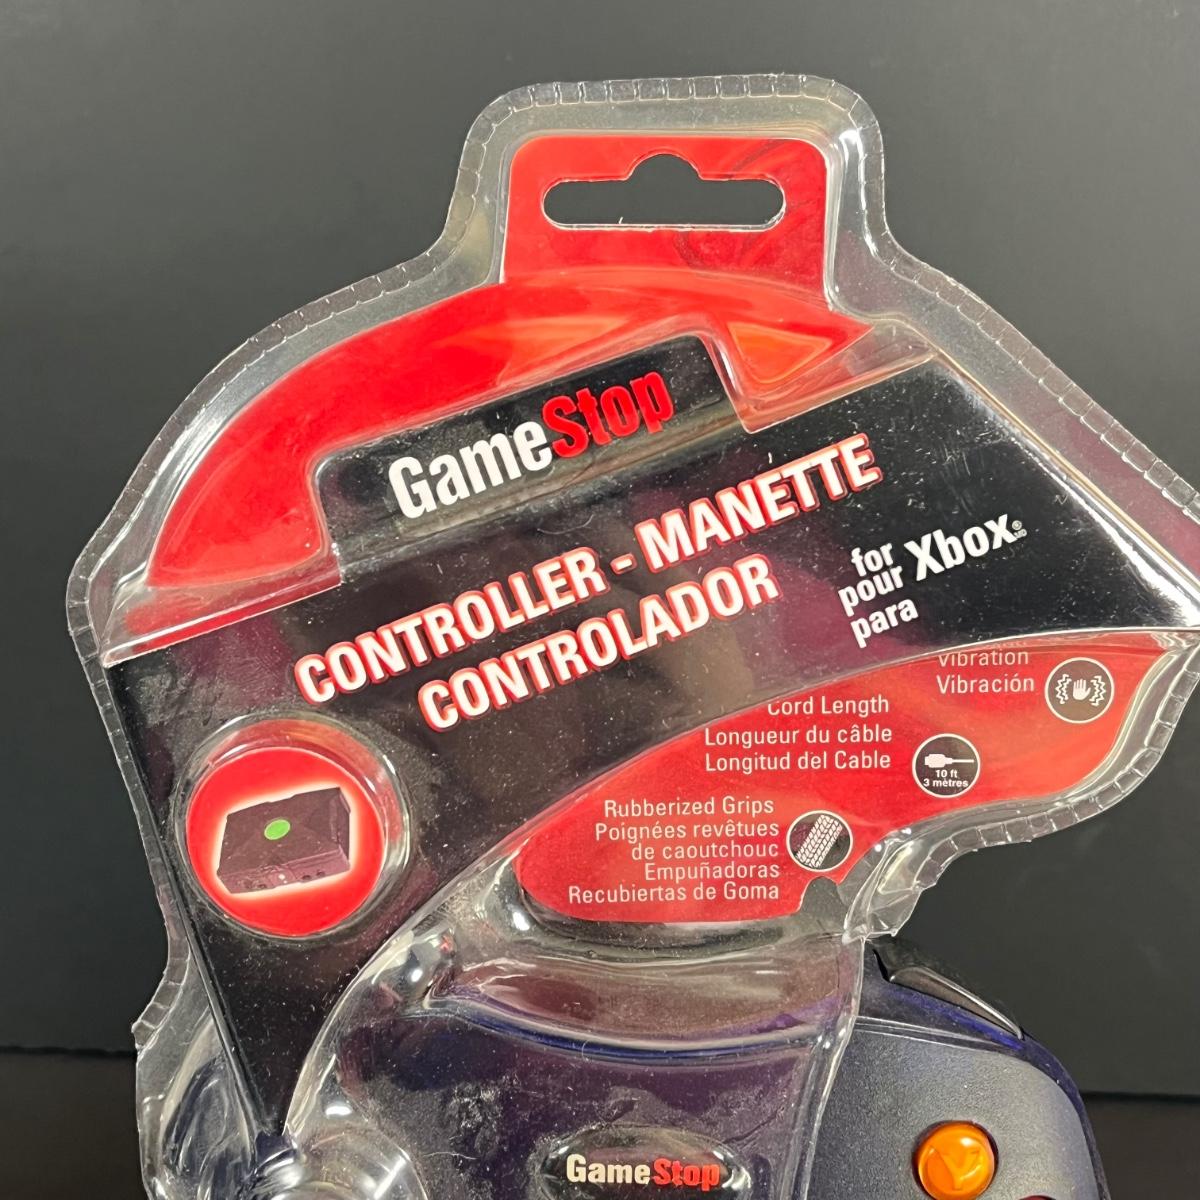 GameStop
CONTROLLER - MANETTE
CONTROLADOR
for
pour
para
Xbox®
MD
Vibration
Vibración
Cord Length
Longueur du câble
Longitud del Cable
10 ft
3 mètres
Rubberized Grips
Poignées revêtues
de caoutchouc
Empuñadoras
Recubiertas de Goma
GameStop
Y